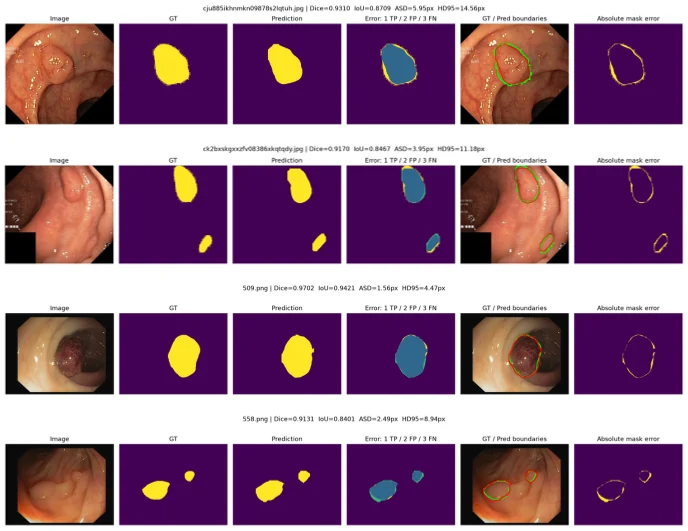 cju885ikhnmkn09878s2lqtuh.jpg | Dice=0.9310 IoU=0.8709 ASD=5.95px HD95=14.56px
Image GT Prediction Error: 1 TP / 2 FP / 3 FN GT / Pred boundaries Absolute mask error
ck2bxskgxxzfv08386xkqtqdy.jpg | Dice=0.9170 IoU=0.8467 ASD=3.95px HD95=11.18px
Image GT Prediction Error: 1 TP / 2 FP / 3 FN GT / Pred boundaries Absolute mask error
509.png | Dice=0.9702 IoU=0.9421 ASD=1.56px HD95=4.47px
Image GT Prediction Error: 1 TP / 2 FP / 3 FN GT / Pred boundaries Absolute mask error
558.png | Dice=0.9131 IoU=0.8401 ASD=2.49px HD95=8.94px
Image GT Prediction Error: 1 TP / 2 FP / 3 FN GT / Pred boundaries Absolute mask error